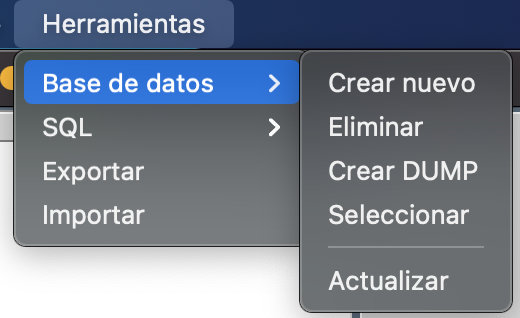 Herramientas
Base de datos
SQL
Exportar
Importar
Crear nuevo
Eliminar
Crear DUMP
Seleccionar
Actualizar